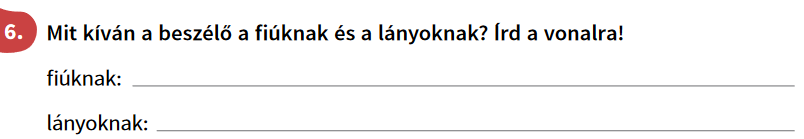 6. Mit kíván a beszélő a fiúknak és a lányoknak? Írd a vonalra!
fiúknak:
lányoknak: